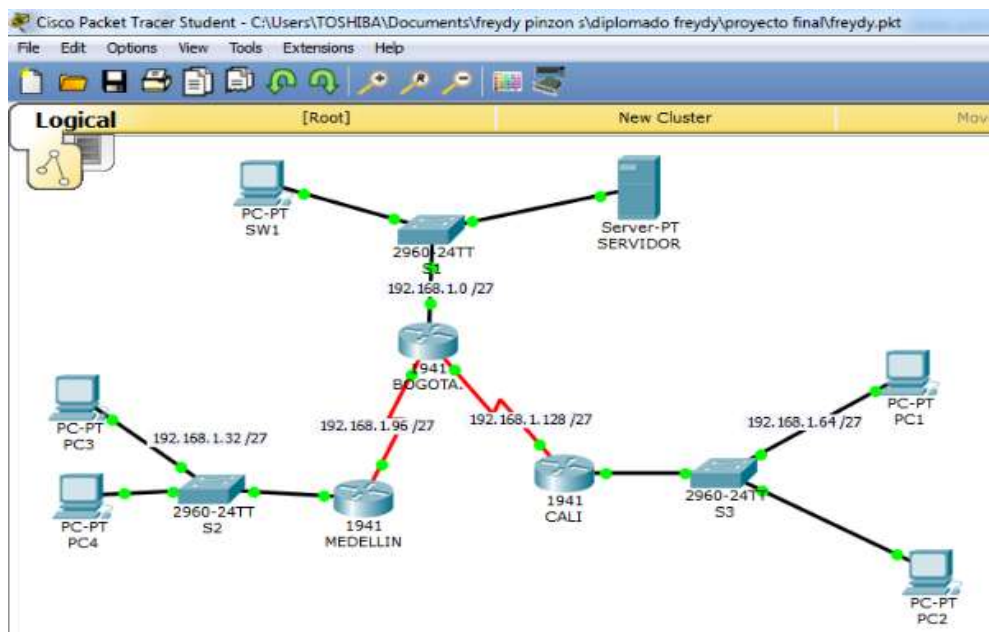 Cisco Packet Tracer Student - C:\Users\TOSHIBA\Documents\freydy pinzon s\diplomado freydy\proyecto final\freydy.pkt
File Edit Options View Tools Extensions Help
Logical [Root] New Cluster Mov
PC-PT
SW1
Server-PT
SERVIDOR
2960-24TT
S1
192.168.1.0 /27
1941
BOGOTA.
PC-PT
PC3
192.168.1.32 /27
192.168.1.96 /27
192.168.1.128 /27
192.168.1.64 /27
PC-PT
PC1
PC-PT
PC4
2960-24TT
S2
1941
MEDELLIN
1941
CALI
2960-24TT
S3
PC-PT
PC2